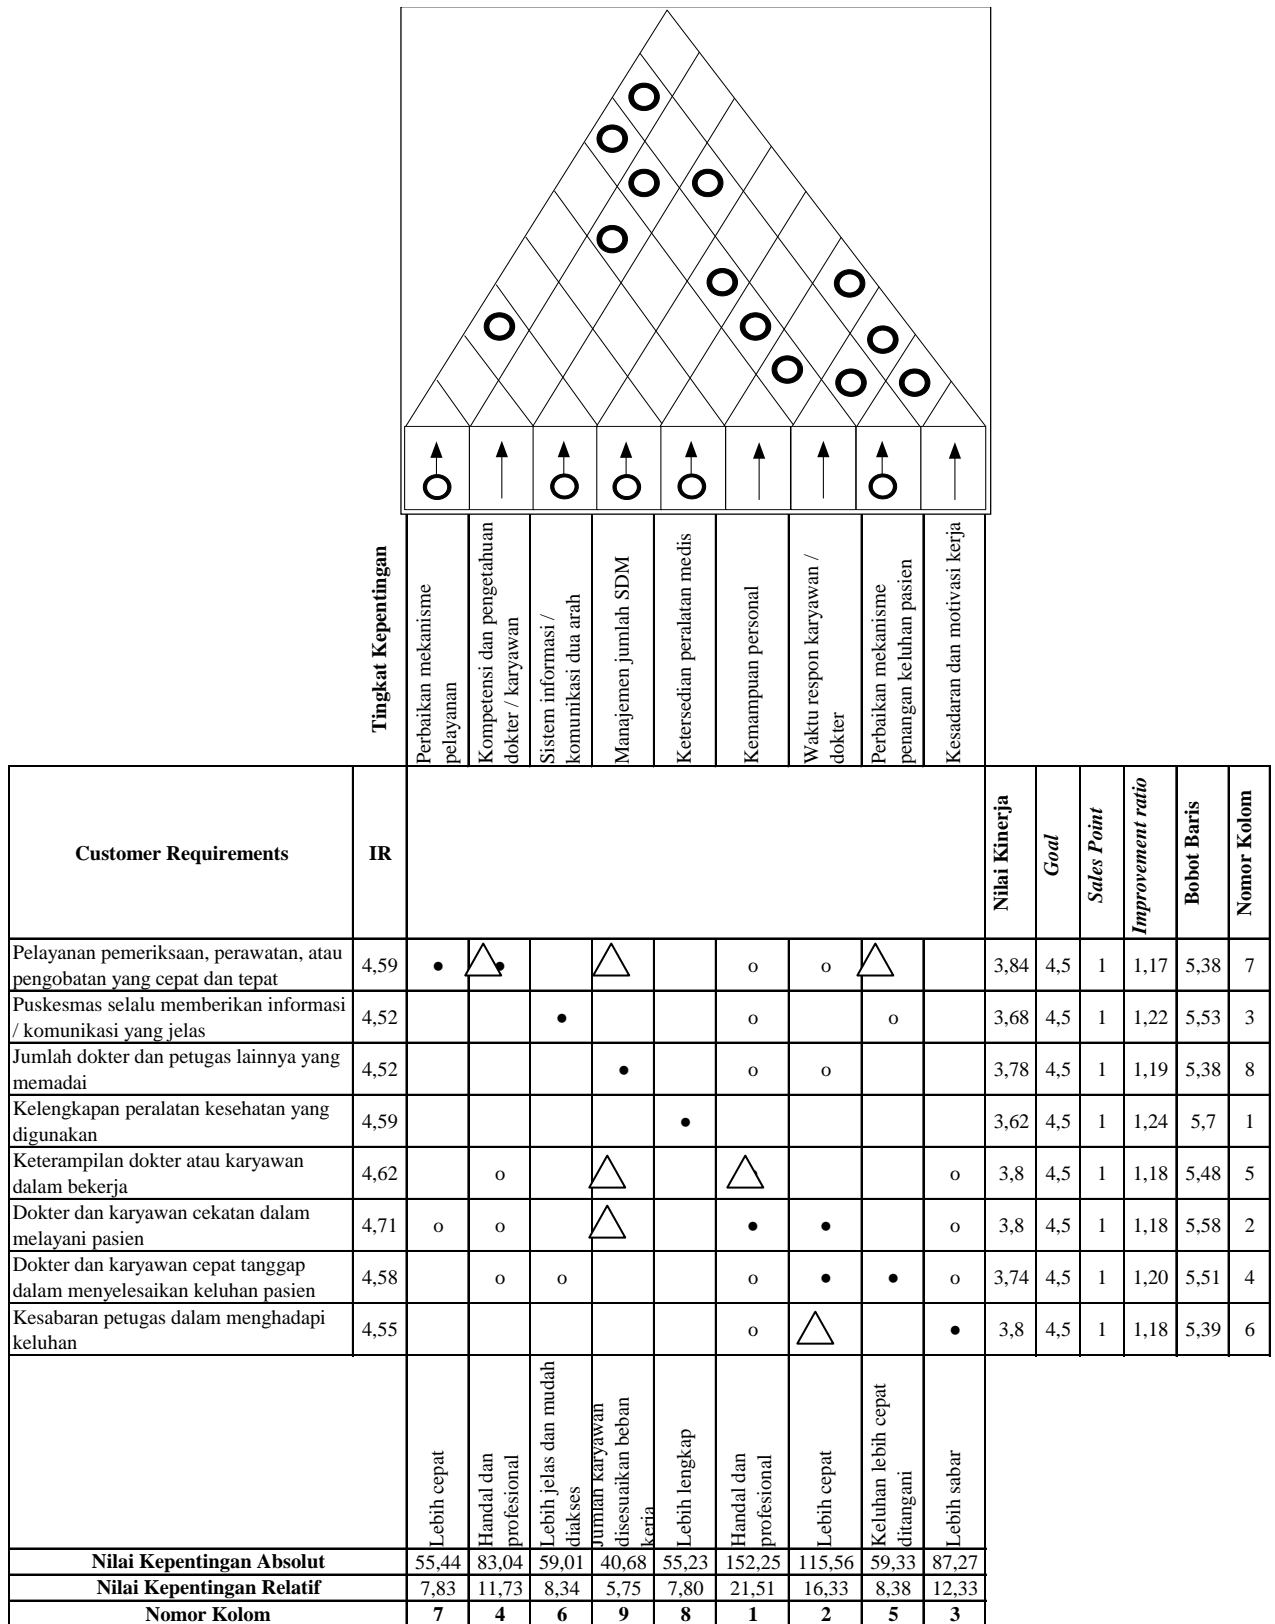 Tingkat Kepentingan
Perbaikan mekanisme
pelayanan
Kompetensi dan pengetahuan
dokter / karyawan
Sistem informasi /
komunikasi dua arah
Manajemen jumlah SDM
Ketersedian peralatan medis
Kemampuan personal
Waktu respon karyawan /
dokter
Perbaikan mekanisme
penangan keluhan pasien
Kesadaran dan motivasi kerja
Customer Requirements IR Nilai Kinerja Goal Sales Point Improvement ratio Bobot Baris Nomor Kolom
Pelayanan pemeriksaan, perawatan, atau
pengobatan yang cepat dan tepat 4,59 ● △● △ o o △ 3,84 4,5 1 1,17 5,38 7
Puskesmas selalu memberikan informasi
/ komunikasi yang jelas 4,52 ● o o 3,68 4,5 1 1,22 5,53 3
Jumlah dokter dan petugas lainnya yang
memadai 4,52 ● o o 3,78 4,5 1 1,19 5,38 8
Kelengkapan peralatan kesehatan yang
digunakan 4,59 ● 3,62 4,5 1 1,24 5,7 1
Keterampilan dokter atau karyawan
dalam bekerja 4,62 o △ △ o 3,8 4,5 1 1,18 5,48 5
Dokter dan karyawan cekatan dalam
melayani pasien 4,71 o o △ ● ● o 3,8 4,5 1 1,18 5,58 2
Dokter dan karyawan cepat tanggap
dalam menyelesaikan keluhan pasien 4,58 o o o ● ● o 3,74 4,5 1 1,20 5,51 4
Kesabaran petugas dalam menghadapi
keluhan 4,55 o △ ● 3,8 4,5 1 1,18 5,39 6
Lebih cepat
Handal dan
profesional
Lebih jelas dan mudah
diakses
Jumlah karyawan
disesuaikan beban
kerja
Lebih lengkap
Handal dan
profesional
Lebih cepat
Keluhan lebih cepat
ditangani
Lebih sabar
Nilai Kepentingan Absolut 55,44 83,04 59,01 40,68 55,23 152,25 115,56 59,33 87,27
Nilai Kepentingan Relatif 7,83 11,73 8,34 5,75 7,80 21,51 16,33 8,38 12,33
Nomor Kolom 7 4 6 9 8 1 2 5 3